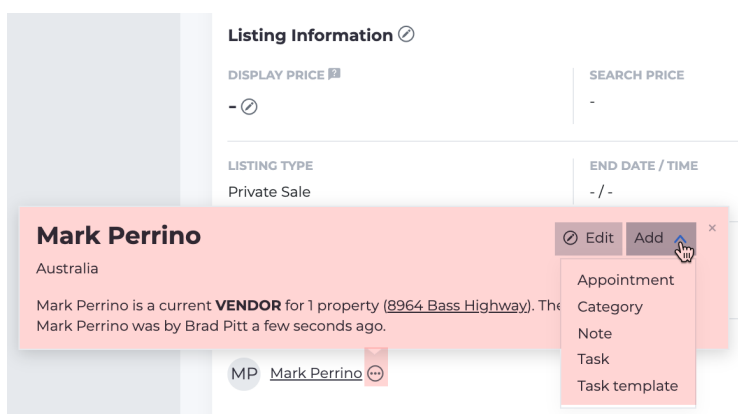 Listing Information
DISPLAY PRICE ?
SEARCH PRICE
-
-
LISTING TYPE
END DATE / TIME
Private Sale
- / -
Mark Perrino
Edit
Add
×
Australia
Appointment
Category
Note
Task
Task template
Mark Perrino is a current VENDOR for 1 property (8964 Bass Highway). The
Mark Perrino was by Brad Pitt a few seconds ago.
MP Mark Perrino